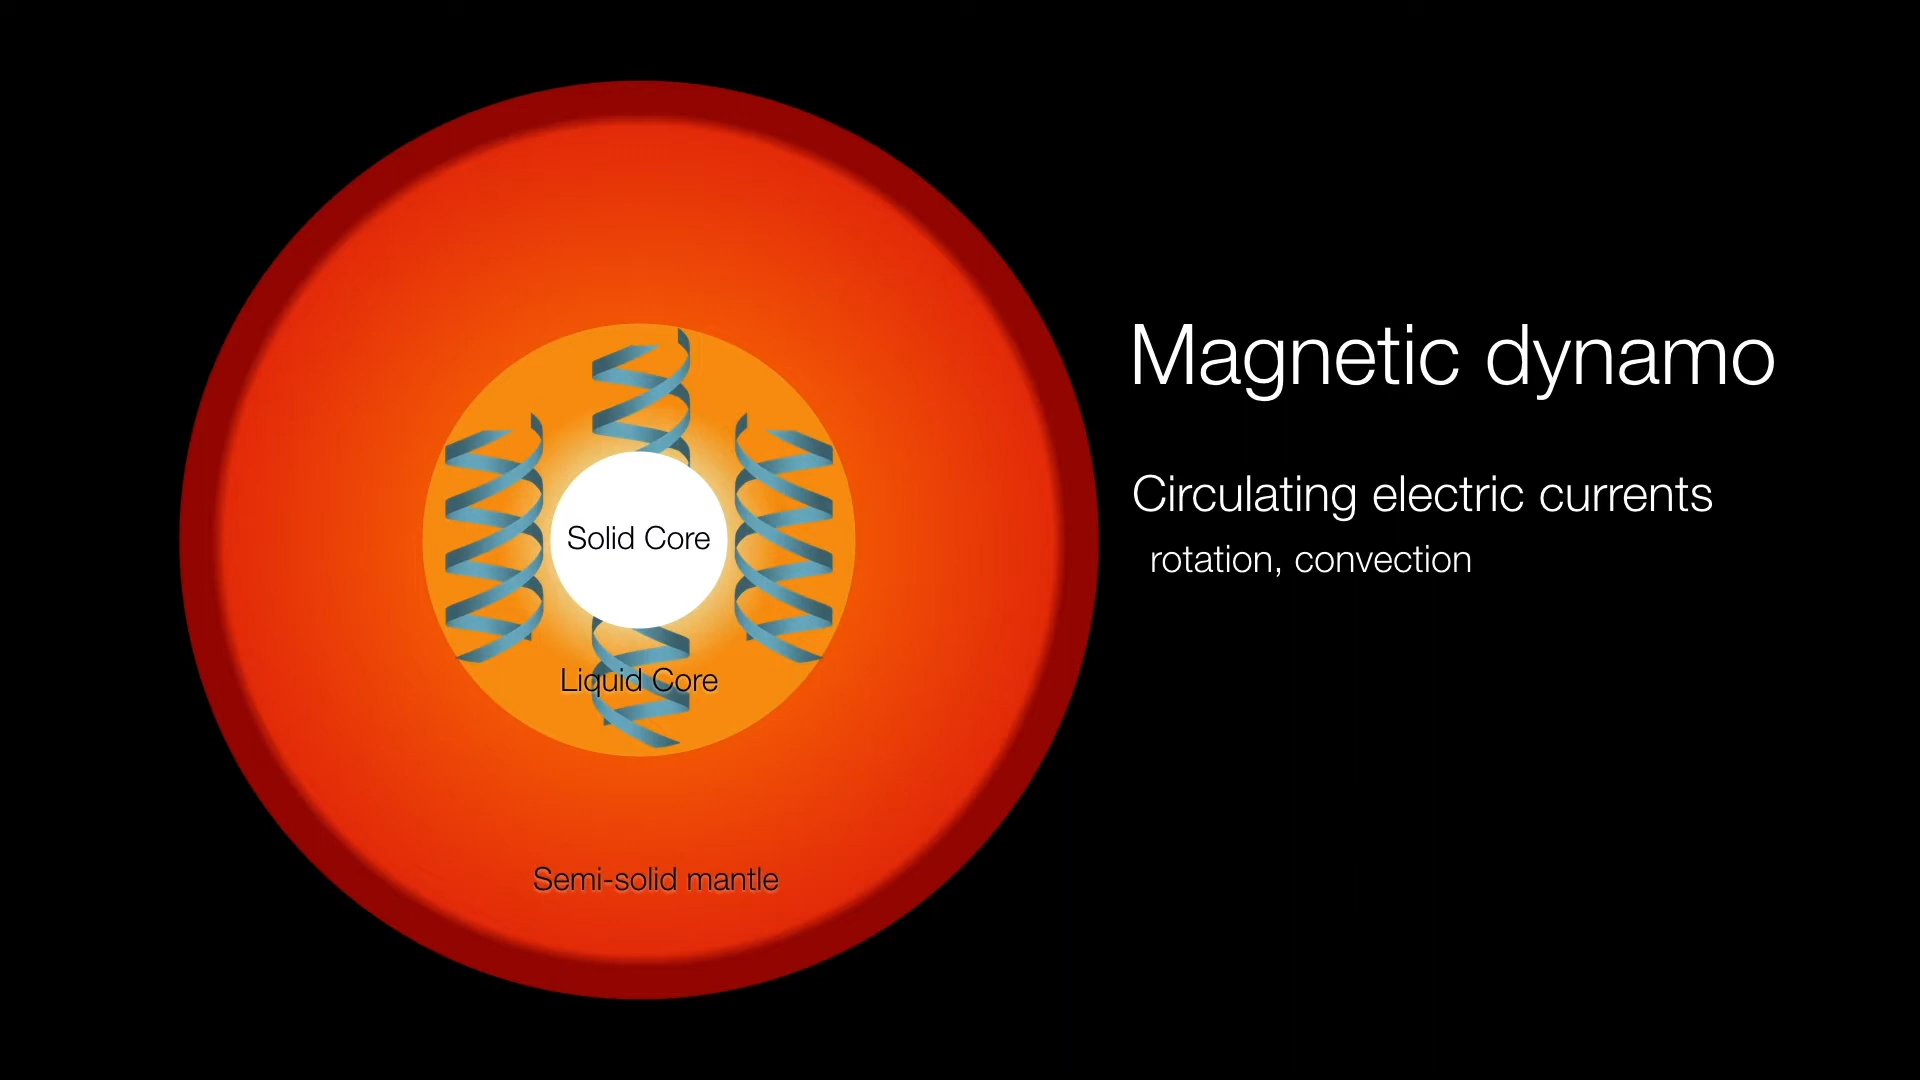 Magnetic dynamo
Circulating electric currents
rotation, convection
Solid Core
Liquid Core
Semi-solid mantle